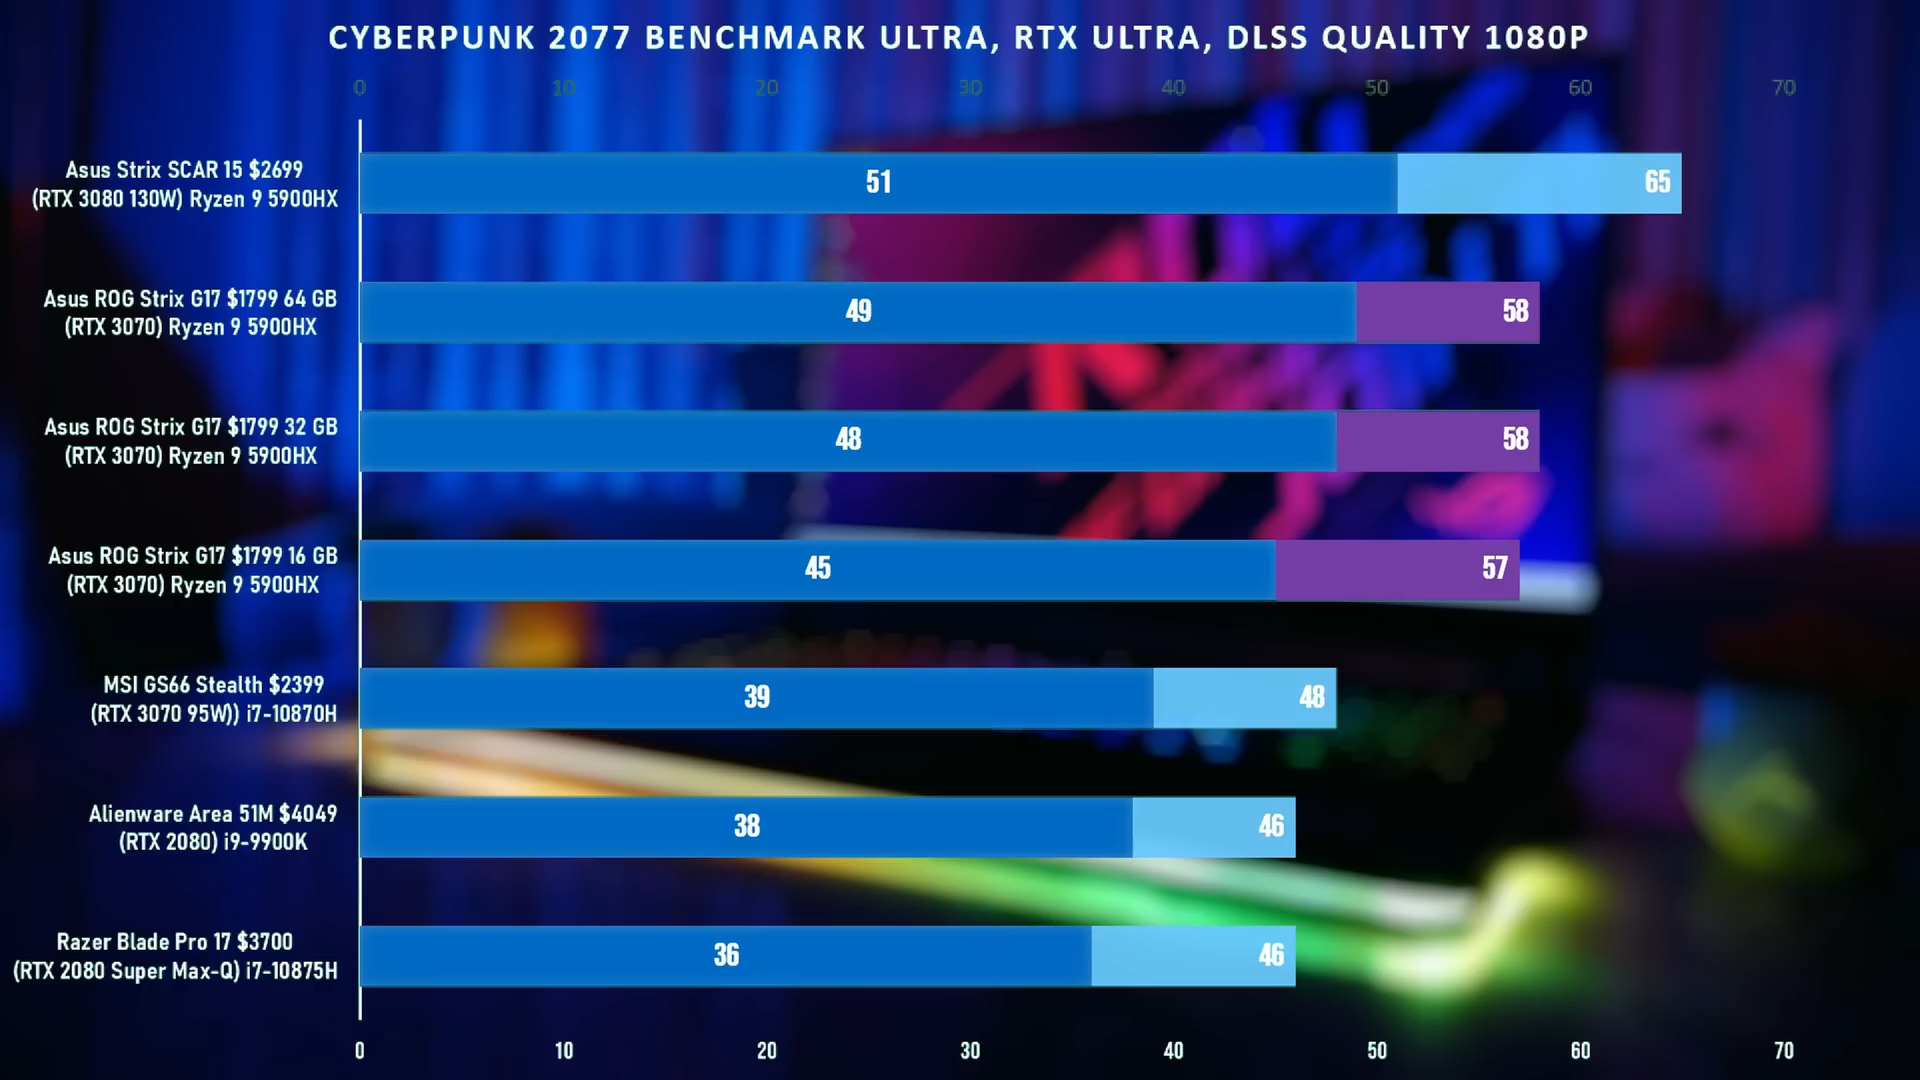 CYBERPUNK 2077 BENCHMARK ULTRA, RTX ULTRA, DLSS QUALITY 1080P
0 10 20 30 40 50 60 70
Asus Strix SCAR 15 $2699
(RTX 3080 130W) Ryzen 9 5900HX
51 65
Asus ROG Strix G17 $1799 64 GB
(RTX 3070) Ryzen 9 5900HX
49 58
Asus ROG Strix G17 $1799 32 GB
(RTX 3070) Ryzen 9 5900HX
48 58
Asus ROG Strix G17 $1799 16 GB
(RTX 3070) Ryzen 9 5900HX
45 57
MSI GS66 Stealth $2399
(RTX 3070 95W)) i7-10870H
39 48
Alienware Area 51M $4049
(RTX 2080) i9-9900K
38 46
Razer Blade Pro 17 $3700
(RTX 2080 Super Max-Q) i7-10875H
36 46
0 10 20 30 40 50 60 70